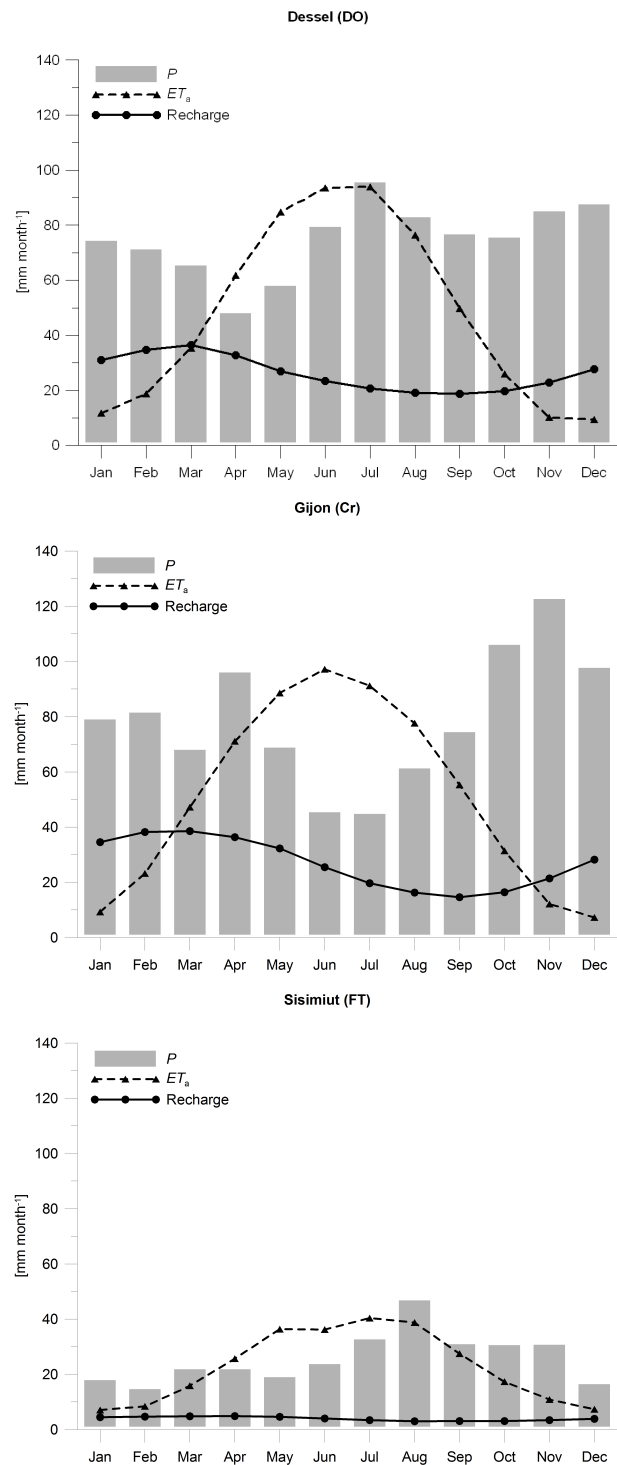 Dessel (DO)
140
P
ETa
120
Recharge
100
[mm month-1]
80
60
40
20
0
Jan Feb Mar Apr May Jun Jul Aug Sep Oct Nov Dec
Gijon (Cr)
140
P
ETa
120
Recharge
100
[mm month-1]
80
60
40
20
0
Jan Feb Mar Apr May Jun Jul Aug Sep Oct Nov Dec
Sisimiut (FT)
140
P
ETa
120
Recharge
100
[mm month-1]
80
60
40
20
0
Jan Feb Mar Apr May Jun Jul Aug Sep Oct Nov Dec